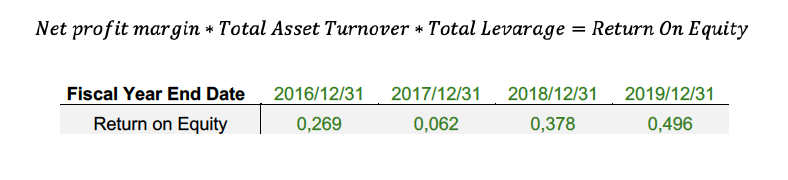 Net profit margin * Total Asset Turnover * Total Levarage = Return On Equity
Fiscal Year End Date 2016/12/31 2017/12/31 2018/12/31 2019/12/31
Return on Equity 0,269 0,062 0,378 0,496